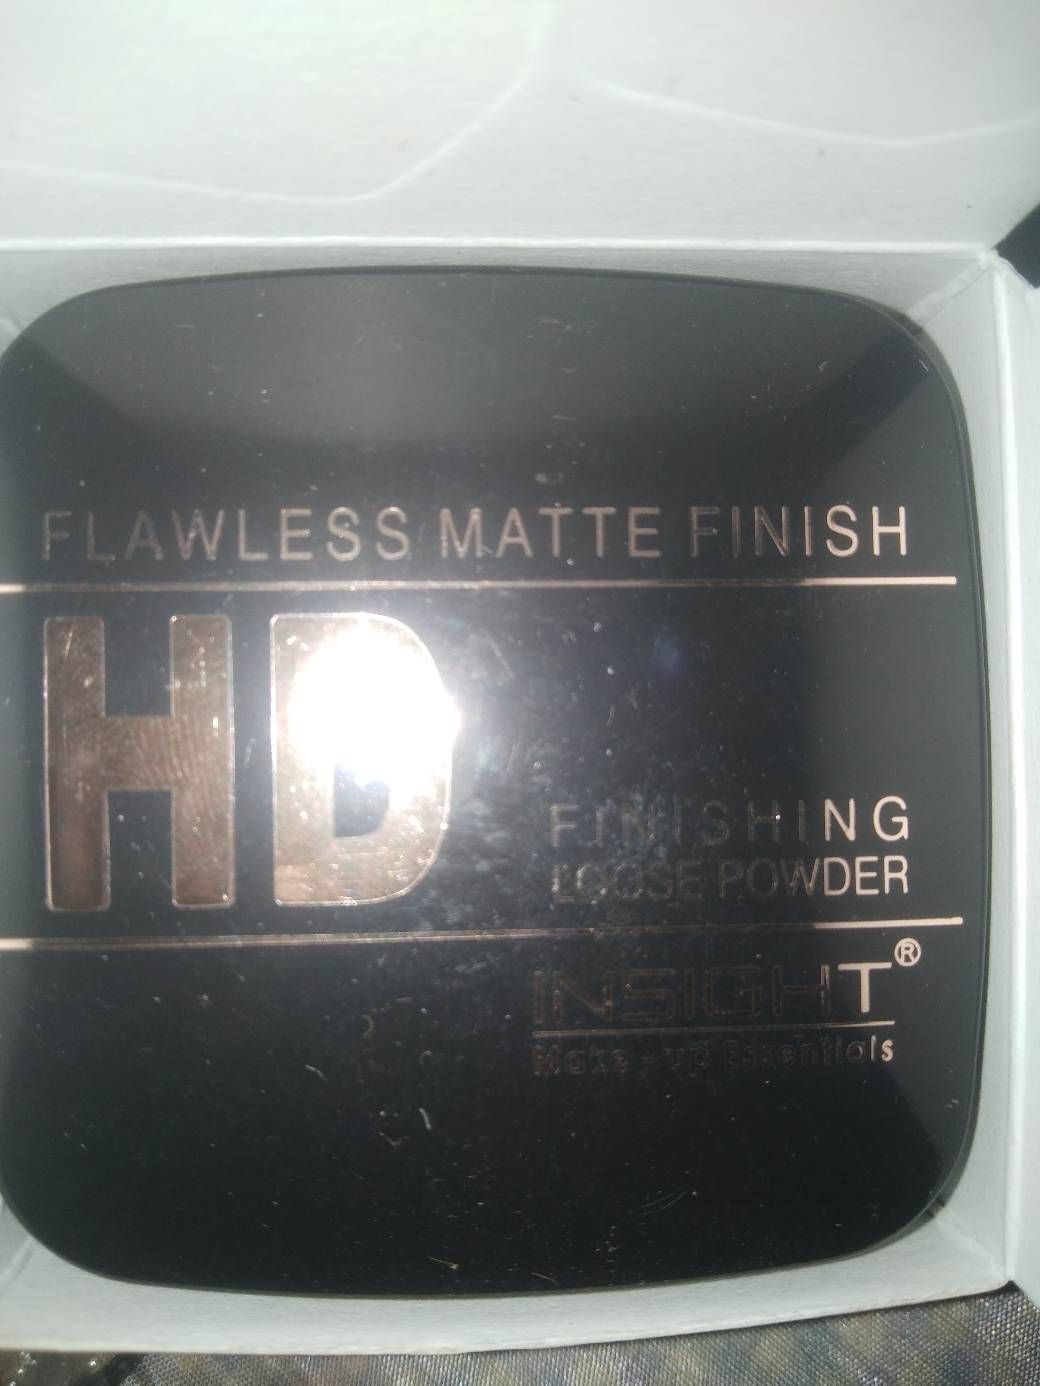 FLAWLESS MATTE FINISH
HD
FINISHING
LOOSE POWDER
INSIGHT®
Make-up Essentials